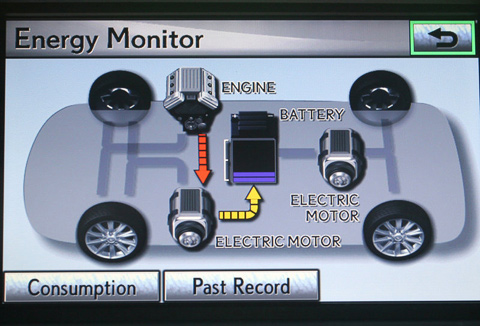 Energy Monitor
ENGINE
BATTERY
ELECTRIC
MOTOR
ELECTRIC MOTOR
Consumption
Past Record